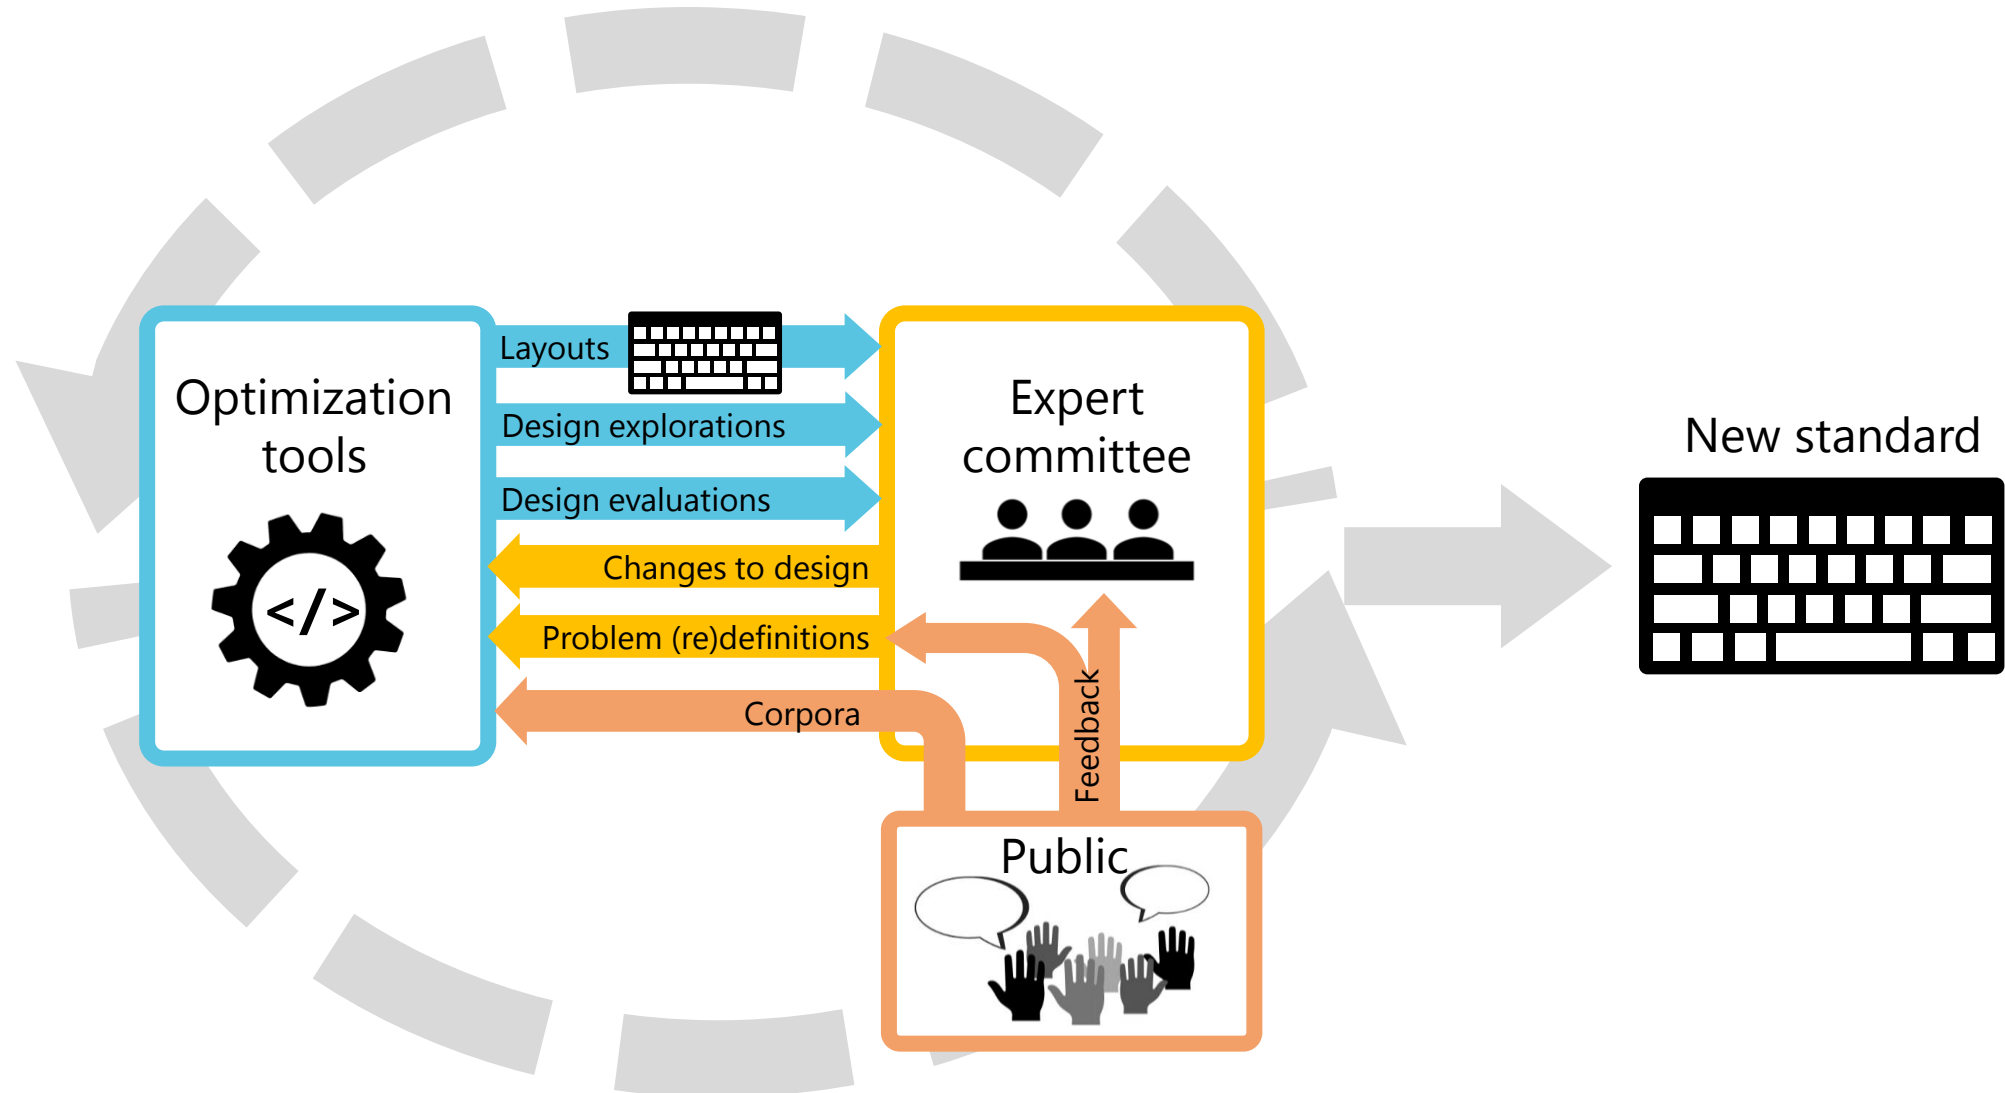 Optimization
tools
</>
Layouts
Design explorations
Design evaluations
Changes to design
Problem (re)definitions
Corpora
Expert
committee
Feedback
Public
New standard